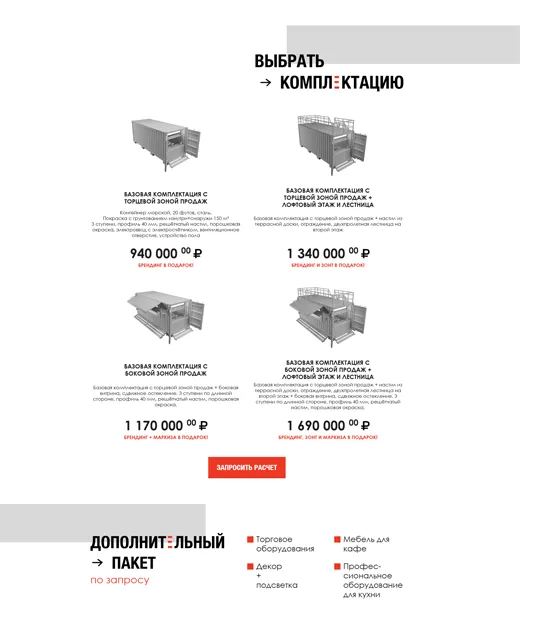 ВЫБРАТЬ
→ КОМПЛЕКТАЦИЮ
БАЗОВАЯ КОМПЛЕКТАЦИЯ С
ТОРЦЕВОЙ ЗОНОЙ ПРОДАЖ
Контейнер морской, 20 футов, сталь.
Покраска с грунтованием изнутри+снаружи 150 м²
3 ступени, профиль 40 мм, решётчатый настил, порошковая
окраска, электроввод с электросчётчиком, вентиляционное
отверстие, устройство пола
940 000 00 ₽
БРЕНДИНГ В ПОДАРОК!
БАЗОВАЯ КОМПЛЕКТАЦИЯ С
ТОРЦЕВОЙ ЗОНОЙ ПРОДАЖ +
ЛОФТОВЫЙ ЭТАЖ И ЛЕСТНИЦА
Базовая комплектация с торцевой зоной продаж + настил из
террасной доски, ограждение, двухпролетная лестница на
второй этаж
1 340 000 00 ₽
БРЕНДИНГ И ЗОНТ В ПОДАРОК!
БАЗОВАЯ КОМПЛЕКТАЦИЯ С
БОКОВОЙ ЗОНОЙ ПРОДАЖ
Базовая комплектация с торцевой зоной продаж + боковая
витрина, сдвижное остекление, 3 ступени по длинной
стороне, профиль 40 мм, решётчатый настил, порошковая
окраска.
1 170 000 00 ₽
БРЕНДИНГ + МАРКИЗА В ПОДАРОК!
БАЗОВАЯ КОМПЛЕКТАЦИЯ С
БОКОВОЙ ЗОНОЙ ПРОДАЖ +
ЛОФТОВЫЙ ЭТАЖ И ЛЕСТНИЦА
Базовая комплектация с торцевой зоной продаж + настил из
террасной доски, ограждение, двухпролетная лестница на
второй этаж + боковая витрина, сдвижное остекление, 3
ступени по длинной стороне, профиль 40 мм, решётчатый
настил, порошковая окраска.
1 690 000 00 ₽
БРЕНДИНГ, ЗОНТ И МАРКИЗА В ПОДАРОК!
ЗАПРОСИТЬ РАСЧЕТ
ДОПОЛНИТЕЛЬНЫЙ
→ ПАКЕТ
по запросу
Торговое
оборудования
Декор
+
подсветка
Мебель для
кафе
Профес-
сиональное
оборудование
для кухни